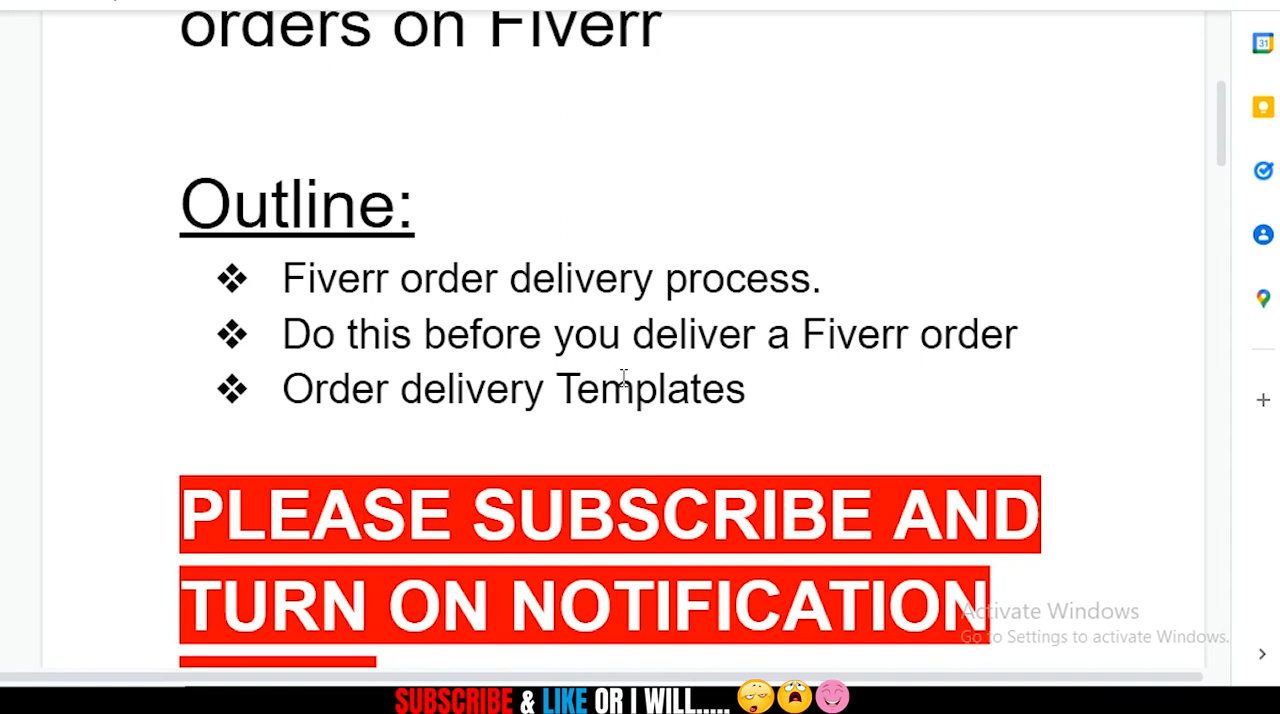 orders on Fiverr
31
Outline:
❖ Fiverr order delivery process.
❖ Do this before you deliver a Fiverr order
❖ Order delivery Templates
PLEASE SUBSCRIBE AND
TURN ON NOTIFICATION
Activate Windows
Go to Settings to activate Windows.
SUBSCRIBE & LIKE OR I WILL.....